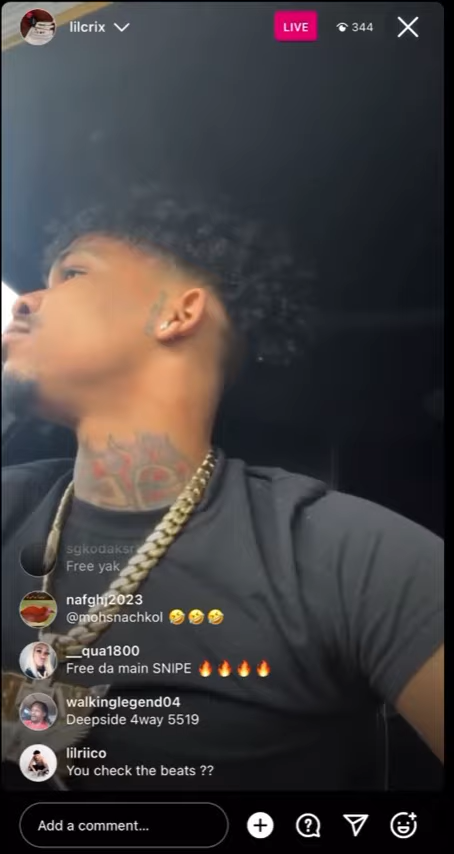 lilcrix
LIVE
344
Free yak
nafghj2023
@mohsnachkol 🤣🤣🤣
__qua1800
Free da main SNIPE 🔥🔥🔥🔥
walkinglegend04
Deepside 4way 5519
lilriico
You check the beats ??
Add a comment...